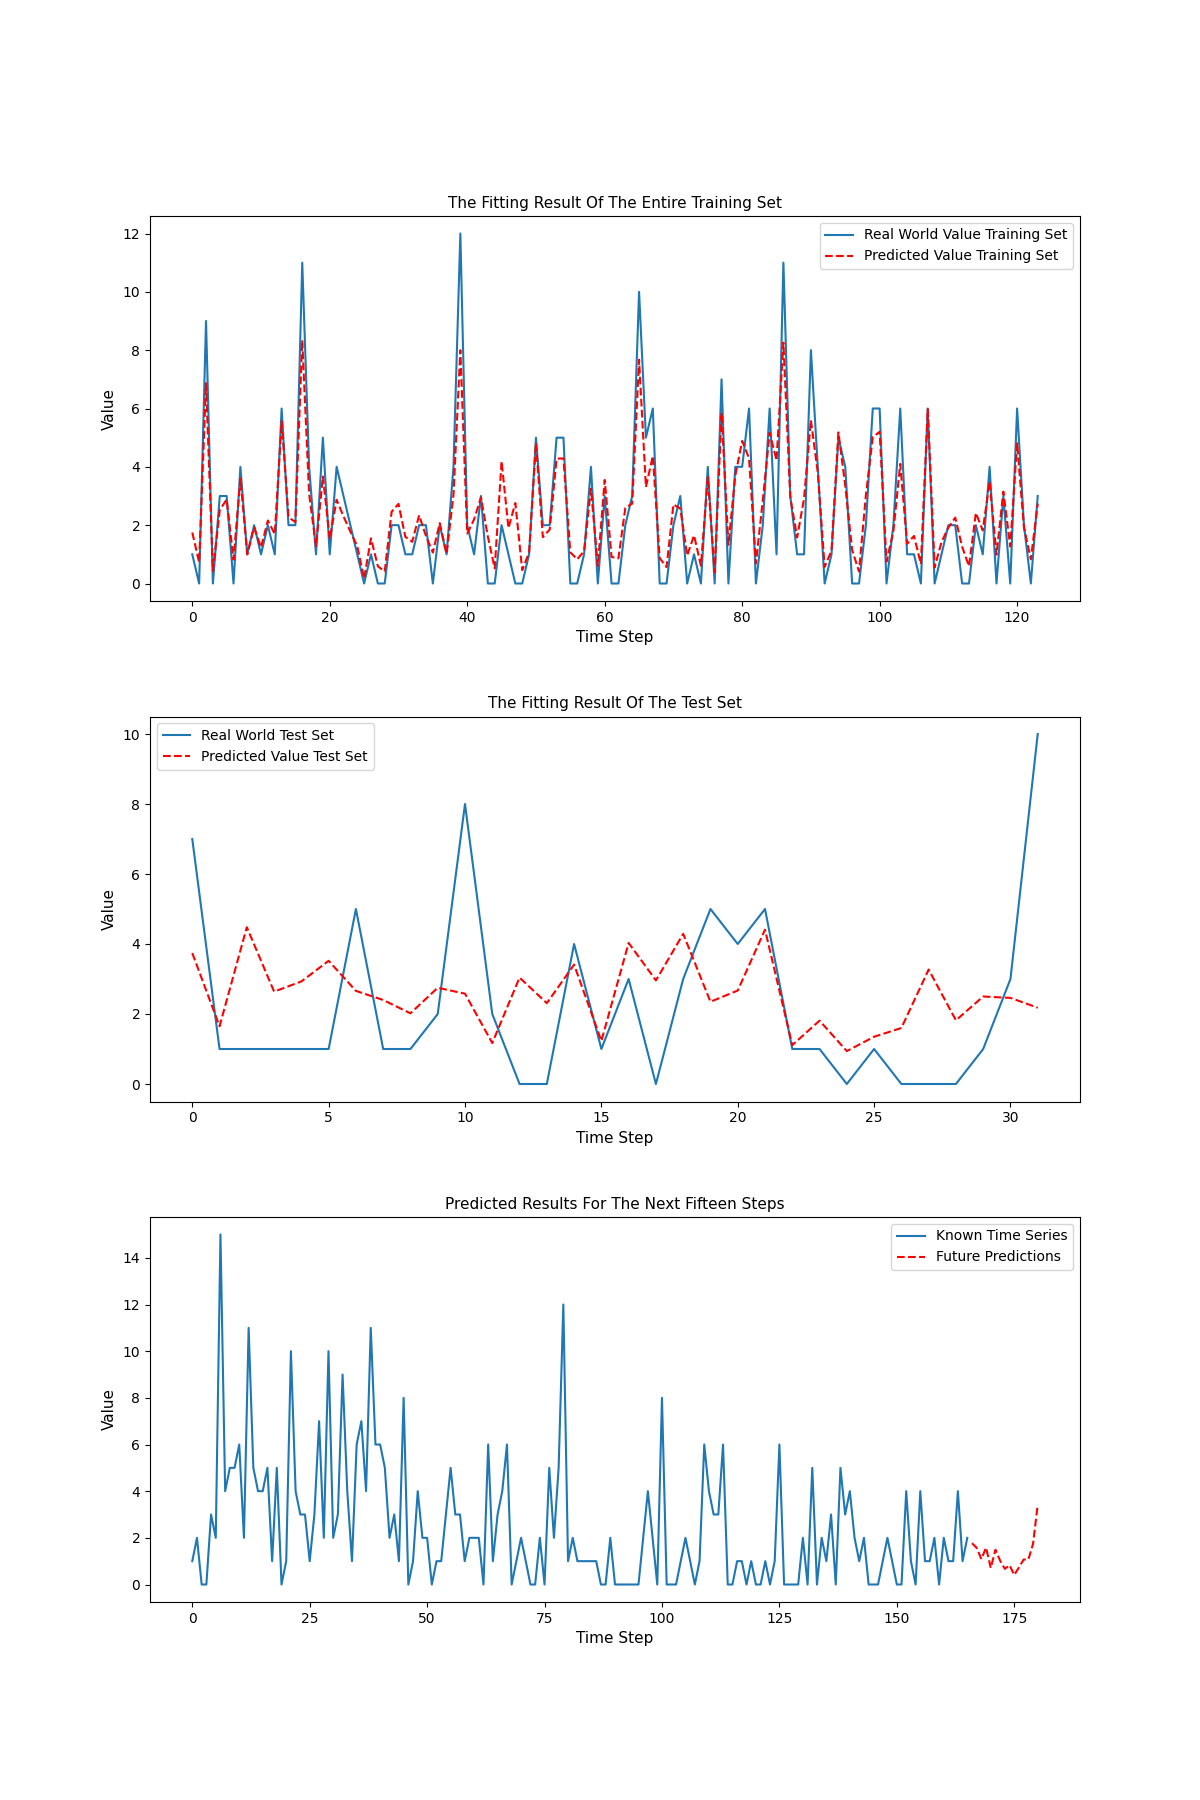 The Fitting Result Of The Entire Training Set
Real World Value Training Set
Predicted Value Training Set
Value
12
10
8
6
4
2
0
0 20 40 60 80 100 120
Time Step
The Fitting Result Of The Test Set
Real World Test Set
Predicted Value Test Set
Value
10
8
6
4
2
0
0 5 10 15 20 25 30
Time Step
Predicted Results For The Next Fifteen Steps
Known Time Series
Future Predictions
Value
14
12
10
8
6
4
2
0
0 25 50 75 100 125 150 175
Time Step